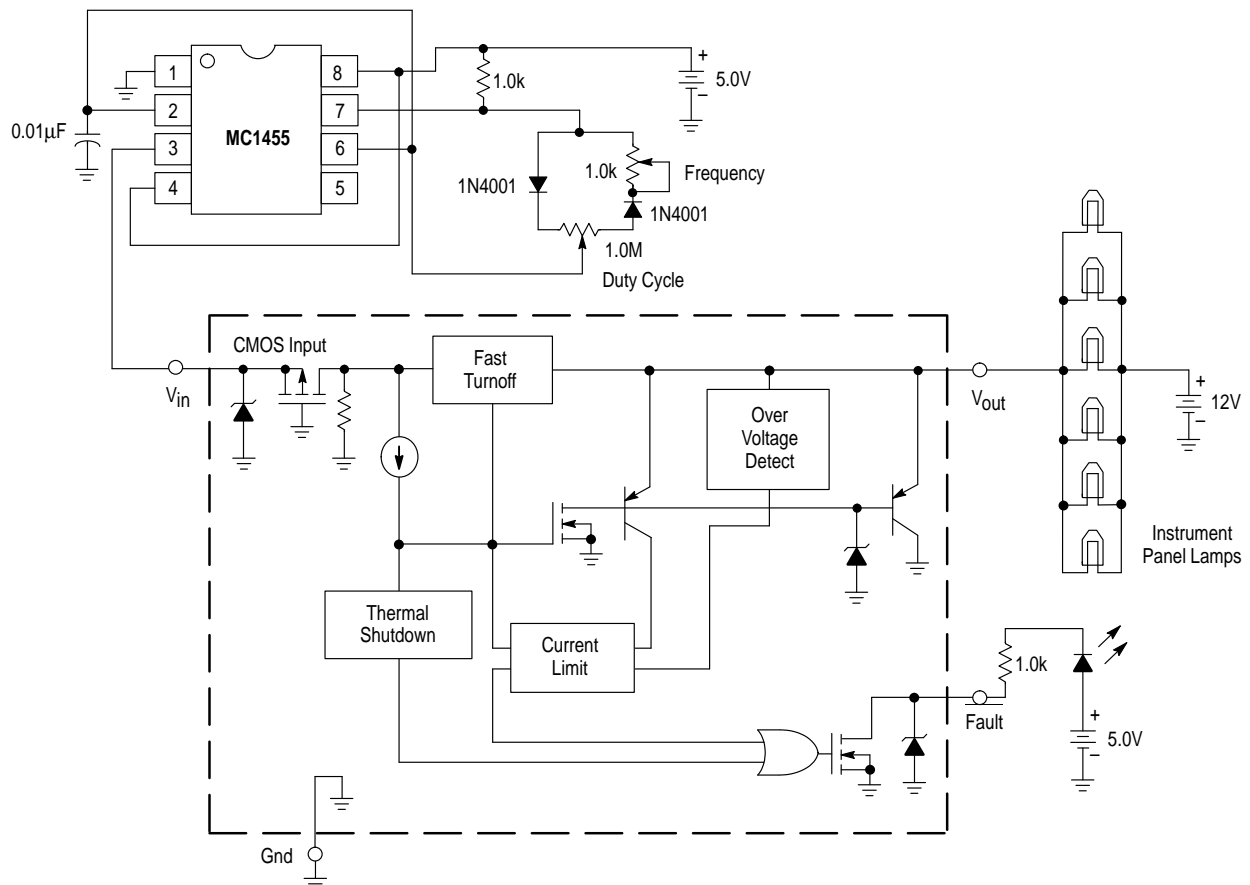 1
2
3
4
8
7
6
5
MC1455
0.01μF
1.0k
+
5.0V
−
1N4001
1.0k
Frequency
1N4001
1.0M
Duty Cycle
CMOS Input
Vin
Fast
Turnoff
Over
Voltage
Detect
Vout
+
12V
−
Instrument
Panel Lamps
Thermal
Shutdown
Current
Limit
1.0k
Fault
+
5.0V
−
Gnd